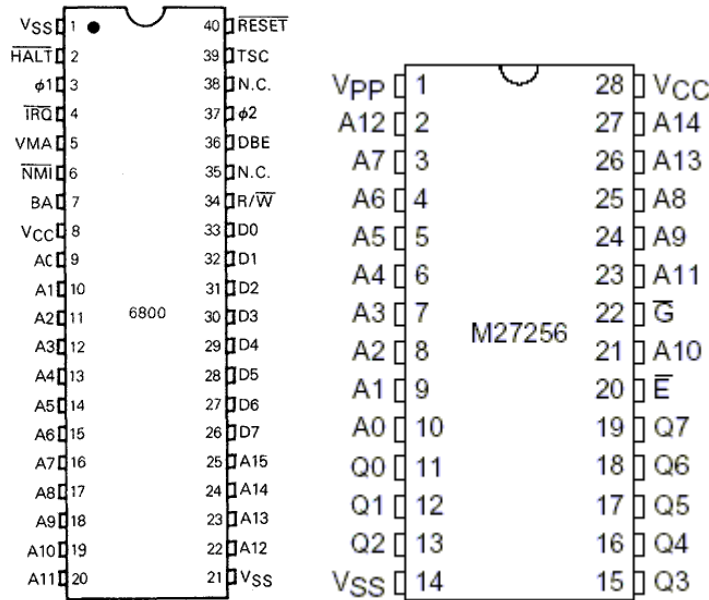 VSS 1 40 R̅E̅S̅E̅T̅
H̅A̅L̅T̅ 2 39 TSC
ϕ1 3 38 N.C.
I̅R̅Q̅ 4 37 ϕ2
VMA 5 36 DBE
N̅M̅I̅ 6 35 N.C.
BA 7 34 R/W̅
VCC 8 33 D0
A0 9 32 D1
A1 10 31 D2
A2 11 6800 30 D3
A3 12 29 D4
A4 13 28 D5
A5 14 27 D6
A6 15 26 D7
A7 16 25 A15
A8 17 24 A14
A9 18 23 A13
A10 19 22 A12
A11 20 21 VSS
VPP 1 28 VCC
A12 2 27 A14
A7 3 26 A13
A6 4 25 A8
A5 5 24 A9
A4 6 23 A11
A3 7 22 G̅
M27256
A2 8 21 A10
A1 9 20 E̅
A0 10 19 Q7
Q0 11 18 Q6
Q1 12 17 Q5
Q2 13 16 Q4
VSS 14 15 Q3